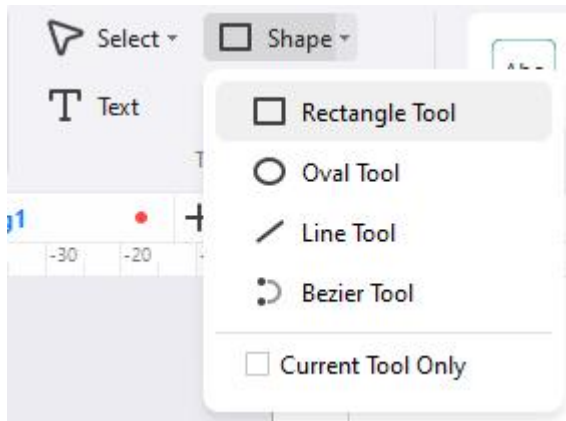 Select
Shape
Text
Rectangle Tool
Oval Tool
Line Tool
Bezier Tool
Current Tool Only
-30
-20